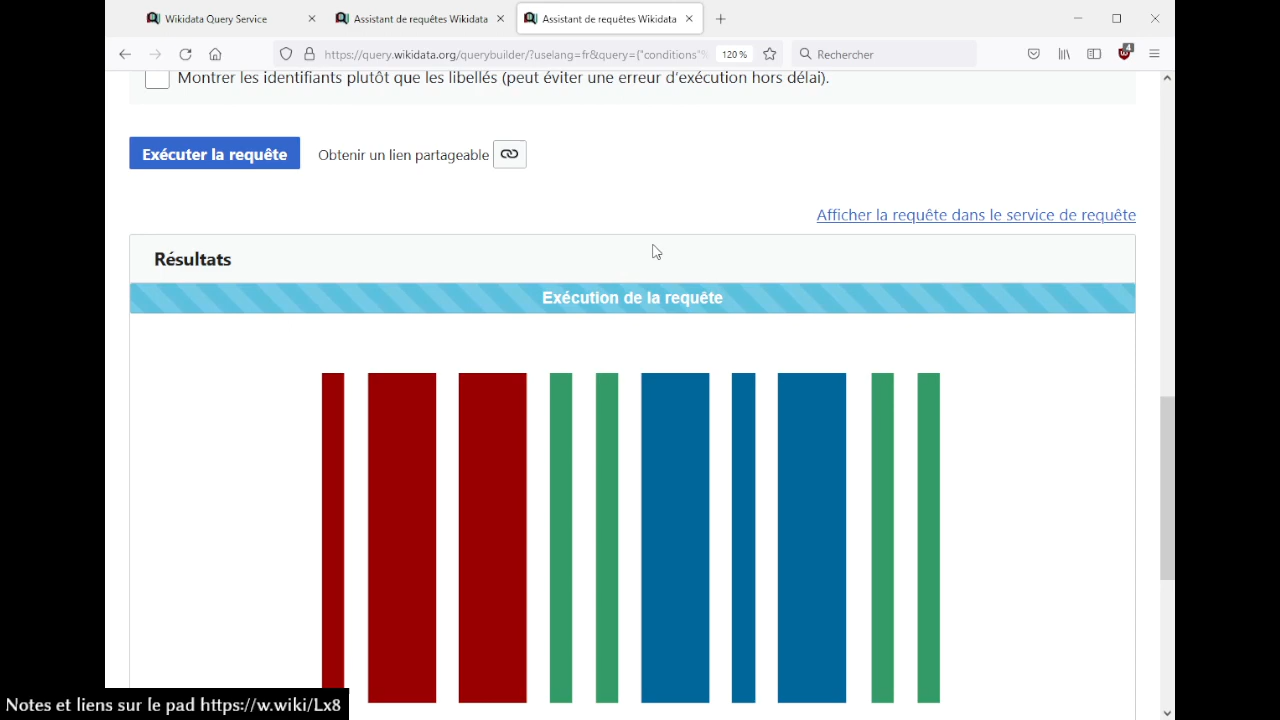 Wikidata Query Service
Assistant de requêtes Wikidata
Assistant de requêtes Wikidata
https://query.wikidata.org/querybuilder/?uselang=fr&query={"conditions"%
120 %
Rechercher
4
Montrer les identifiants plutôt que les libellés (peut éviter une erreur d'exécution hors délai).
Exécuter la requête
Obtenir un lien partageable
Afficher la requête dans le service de requête
Résultats
Exécution de la requête
Notes et liens sur le pad https://w.wiki/Lx8